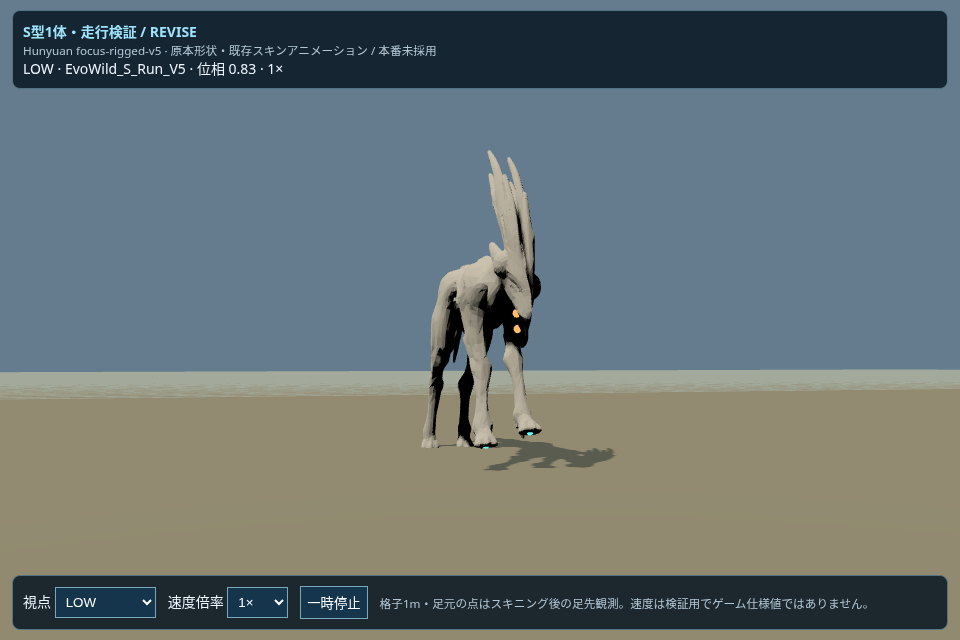 S型1体・走行検証 / REVISE
Hunyuan focus-rigged-v5 · 原本形状・既存スキンアニメーション / 本番未採用
LOW · EvoWild_S_Run_V5 · 位相 0.83 · 1×
視点 LOW 速度倍率 1× 一時停止 格子1m・足元の点はスキニング後の足先観測。速度は検証用でゲーム仕様値ではありません。